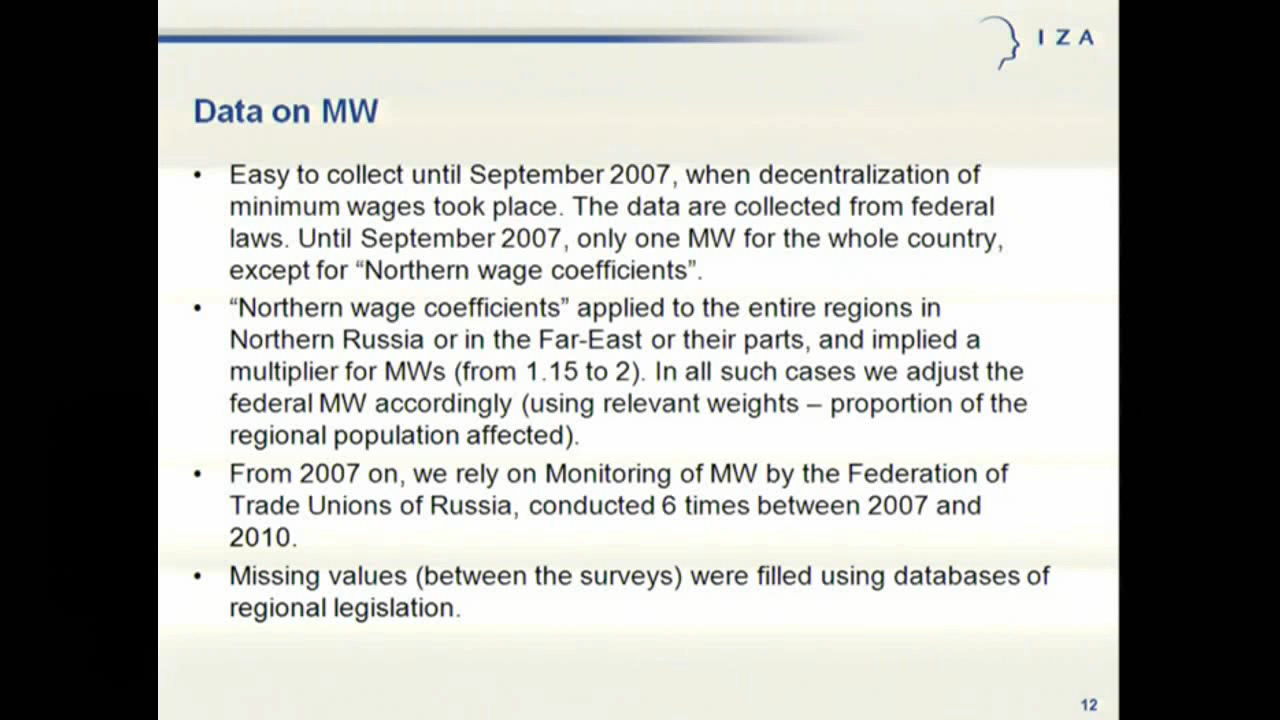 IZA
Data on MW
• Easy to collect until September 2007, when decentralization of
minimum wages took place. The data are collected from federal
laws. Until September 2007, only one MW for the whole country,
except for “Northern wage coefficients”.
• “Northern wage coefficients” applied to the entire regions in
Northern Russia or in the Far-East or their parts, and implied a
multiplier for MWs (from 1.15 to 2). In all such cases we adjust the
federal MW accordingly (using relevant weights – proportion of the
regional population affected).
• From 2007 on, we rely on Monitoring of MW by the Federation of
Trade Unions of Russia, conducted 6 times between 2007 and
2010.
• Missing values (between the surveys) were filled using databases of
regional legislation.
12